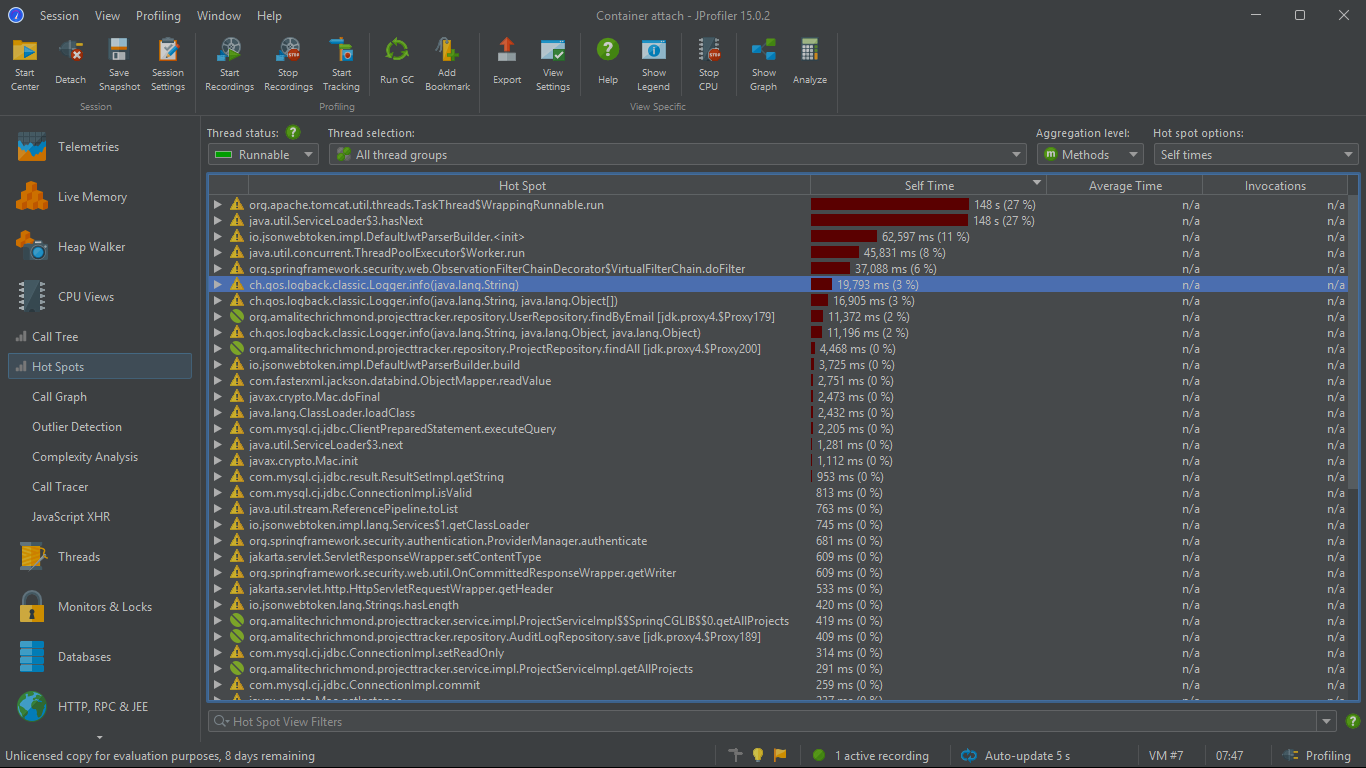 Session View Profiling Window Help Container attach - JProfiler 15.0.2
Start Center
Detach
Save Snapshot
Session Settings
Start Recordings
Stop Recordings
Start Tracking
Run GC
Add Bookmark
Export
View Settings
Help
Show Legend
Stop CPU
Show Graph
Analyze
Session Profiling View Specific
Telemetries
Live Memory
Heap Walker
CPU Views
Call Tree
Hot Spots
Call Graph
Outlier Detection
Complexity Analysis
Call Tracer
JavaScript XHR
Threads
Monitors & Locks
Databases
HTTP, RPC & JEE
Thread status: Thread selection: Aggregation level: Hot spot options:
Runnable All thread groups Methods Self times
Hot Spot Self Time Average Time Invocations
org.apache.tomcat.util.threads.TaskThread$WrappingRunnable.run 148 s (27 %) n/a n/a
java.util.ServiceLoader$3.hasNext 148 s (27 %) n/a n/a
io.jsonwebtoken.impl.DefaultJwtParserBuilder.<init> 62,597 ms (11 %) n/a n/a
java.util.concurrent.ThreadPoolExecutor$Worker.run 45,831 ms (8 %) n/a n/a
org.springframework.security.web.ObservationFilterChainDecorator$VirtualFilterChain.doFilter 37,088 ms (6 %) n/a n/a
ch.qos.logback.classic.Logger.info(java.lang.String) 19,793 ms (3 %) n/a n/a
ch.qos.logback.classic.Logger.info(java.lang.String, java.lang.Object[]) 16,905 ms (3 %) n/a n/a
org.amalitechrichmond.projecttracker.repository.UserRepository.findByEmail [jdk.proxy4.$Proxy179] 11,372 ms (2 %) n/a n/a
ch.qos.logback.classic.Logger.info(java.lang.String, java.lang.Object, java.lang.Object) 11,196 ms (2 %) n/a n/a
org.amalitechrichmond.projecttracker.repository.ProjectRepository.findAll [jdk.proxy4.$Proxy200] 4,468 ms (0 %) n/a n/a
io.jsonwebtoken.impl.DefaultJwtParserBuilder.build 3,725 ms (0 %) n/a n/a
com.fasterxml.jackson.databind.ObjectMapper.readValue 2,751 ms (0 %) n/a n/a
javax.crypto.Mac.doFinal 2,473 ms (0 %) n/a n/a
java.lang.ClassLoader.loadClass 2,432 ms (0 %) n/a n/a
com.mysql.cj.jdbc.ClientPreparedStatement.executeQuery 2,205 ms (0 %) n/a n/a
java.util.ServiceLoader$3.next 1,281 ms (0 %) n/a n/a
javax.crypto.Mac.init 1,112 ms (0 %) n/a n/a
com.mysql.cj.jdbc.result.ResultSetImpl.getString 953 ms (0 %) n/a n/a
com.mysql.cj.jdbc.ConnectionImpl.isValid 813 ms (0 %) n/a n/a
java.util.stream.ReferencePipeline.toList 763 ms (0 %) n/a n/a
io.jsonwebtoken.impl.lang.Services$1.getClassLoader 745 ms (0 %) n/a n/a
org.springframework.security.authentication.ProviderManager.authenticate 681 ms (0 %) n/a n/a
jakarta.servlet.ServletResponseWrapper.setContentType 609 ms (0 %) n/a n/a
org.springframework.security.web.util.OnCommittedResponseWrapper.getWriter 609 ms (0 %) n/a n/a
jakarta.servlet.http.HttpServletRequestWrapper.getHeader 533 ms (0 %) n/a n/a
io.jsonwebtoken.lang.Strings.hasLength 420 ms (0 %) n/a n/a
org.amalitechrichmond.projecttracker.service.impl.ProjectServiceImpl$$SpringCGLIB$$0.getAllProjects 419 ms (0 %) n/a n/a
org.amalitechrichmond.projecttracker.repository.AuditLogRepository.save [jdk.proxy4.$Proxy189] 409 ms (0 %) n/a n/a
com.mysql.cj.jdbc.ConnectionImpl.setReadOnly 314 ms (0 %) n/a n/a
org.amalitechrichmond.projecttracker.service.impl.ProjectServiceImpl.getAllProjects 291 ms (0 %) n/a n/a
com.mysql.cj.jdbc.ConnectionImpl.commit 259 ms (0 %) n/a n/a
Hot Spot View Filters
Unlicensed copy for evaluation purposes, 8 days remaining 1 active recording Auto-update 5 s VM #7 07:47 Profiling